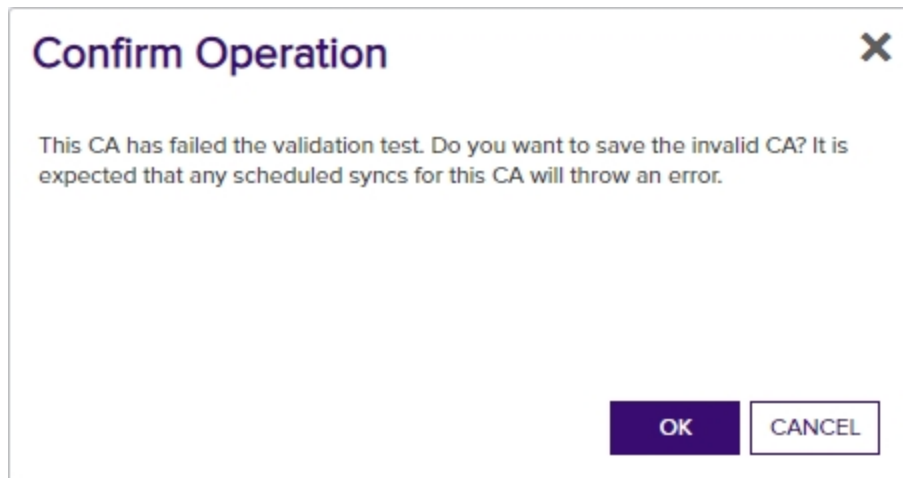 Confirm Operation
This CA has failed the validation test. Do you want to save the invalid CA? It is
expected that any scheduled syncs for this CA will throw an error.
OK
CANCEL